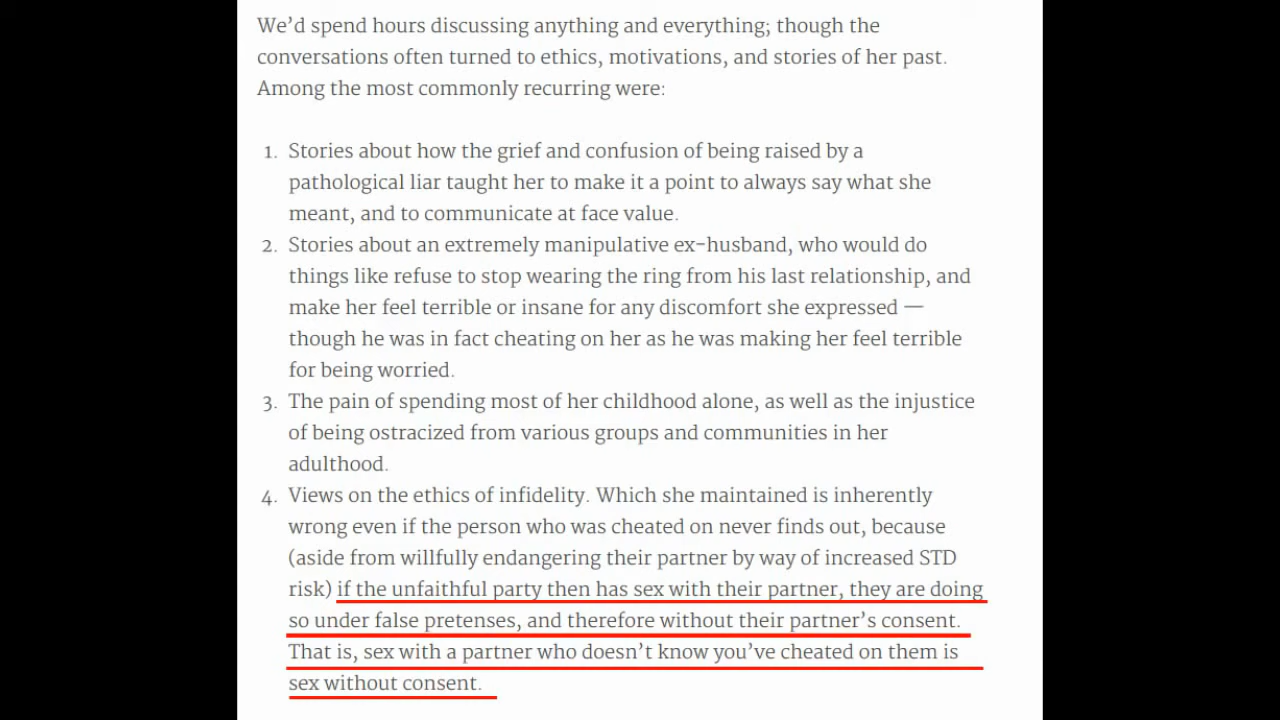 We’d spend hours discussing anything and everything; though the
conversations often turned to ethics, motivations, and stories of her past.
Among the most commonly recurring were:
1. Stories about how the grief and confusion of being raised by a
pathological liar taught her to make it a point to always say what she
meant, and to communicate at face value.
2. Stories about an extremely manipulative ex-husband, who would do
things like refuse to stop wearing the ring from his last relationship, and
make her feel terrible or insane for any discomfort she expressed —
though he was in fact cheating on her as he was making her feel terrible
for being worried.
3. The pain of spending most of her childhood alone, as well as the injustice
of being ostracized from various groups and communities in her
adulthood.
4. Views on the ethics of infidelity. Which she maintained is inherently
wrong even if the person who was cheated on never finds out, because
(aside from willfully endangering their partner by way of increased STD
risk) if the unfaithful party then has sex with their partner, they are doing
so under false pretenses, and therefore without their partner’s consent.
That is, sex with a partner who doesn’t know you’ve cheated on them is
sex without consent.